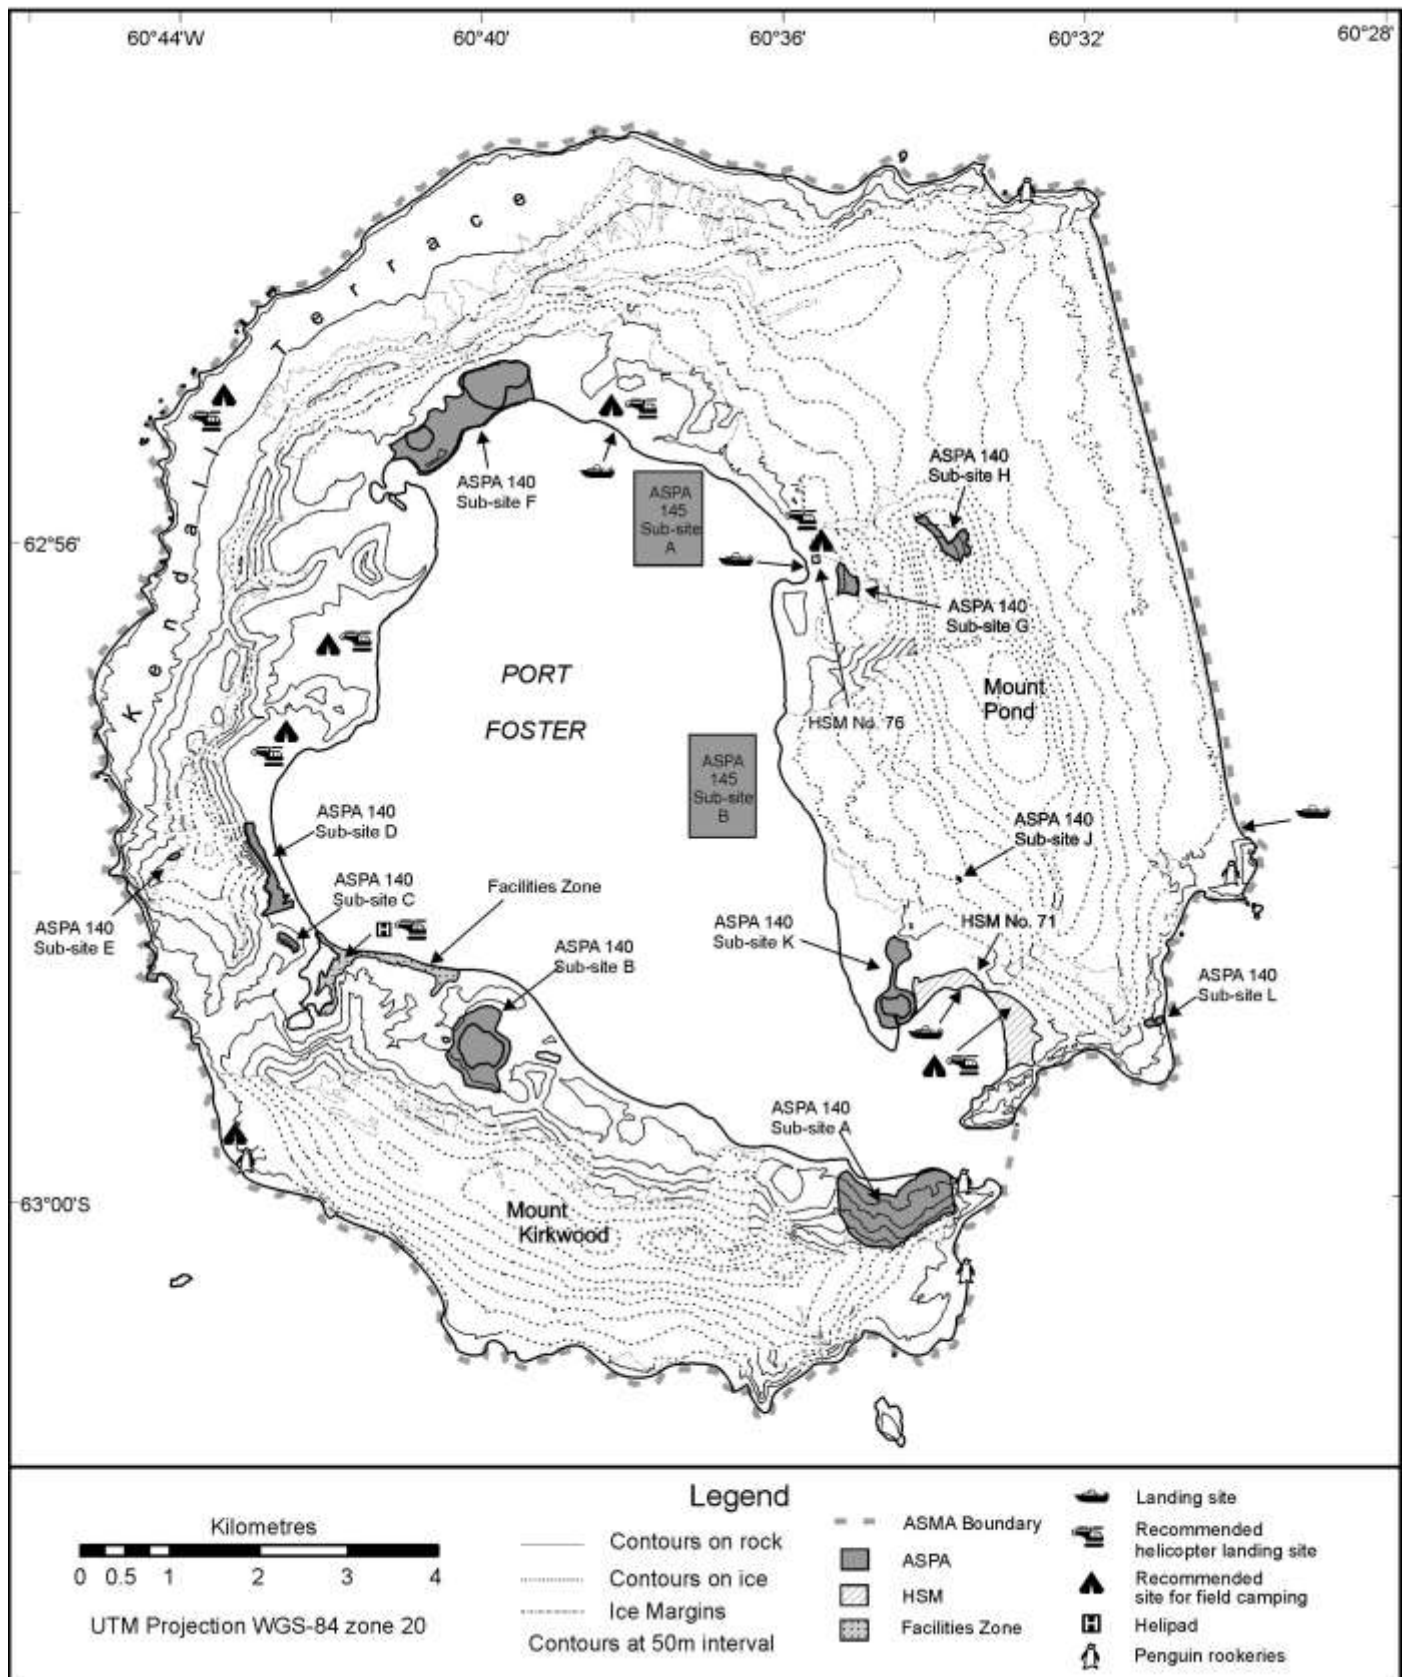 60°44'W 60°40' 60°36' 60°32' 60°28'
Kendall Terrace
ASPA 140
Sub-site F
ASPA
145
Sub-site
A
ASPA 140
Sub-site H
62°56'
ASPA 140
Sub-site G
PORT
FOSTER
Mount
Pond
HSM No. 76
ASPA
145
Sub-site
B
ASPA 140
Sub-site D
ASPA 140
Sub-site J
ASPA 140
Sub-site C
Facilities Zone
ASPA 140
Sub-site E
H
ASPA 140
Sub-site B
ASPA 140
Sub-site K
HSM No. 71
ASPA 140
Sub-site L
ASPA 140
Sub-site A
63°00'S
Mount
Kirkwood
Legend
Kilometres
0 0.5 1 2 3 4
UTM Projection WGS-84 zone 20
Contours on rock
Contours on ice
Ice Margins
Contours at 50m interval
ASMA Boundary
ASPA
HSM
Facilities Zone
Landing site
Recommended
helicopter landing site
Recommended
site for field camping
H Helipad
Penguin rookeries